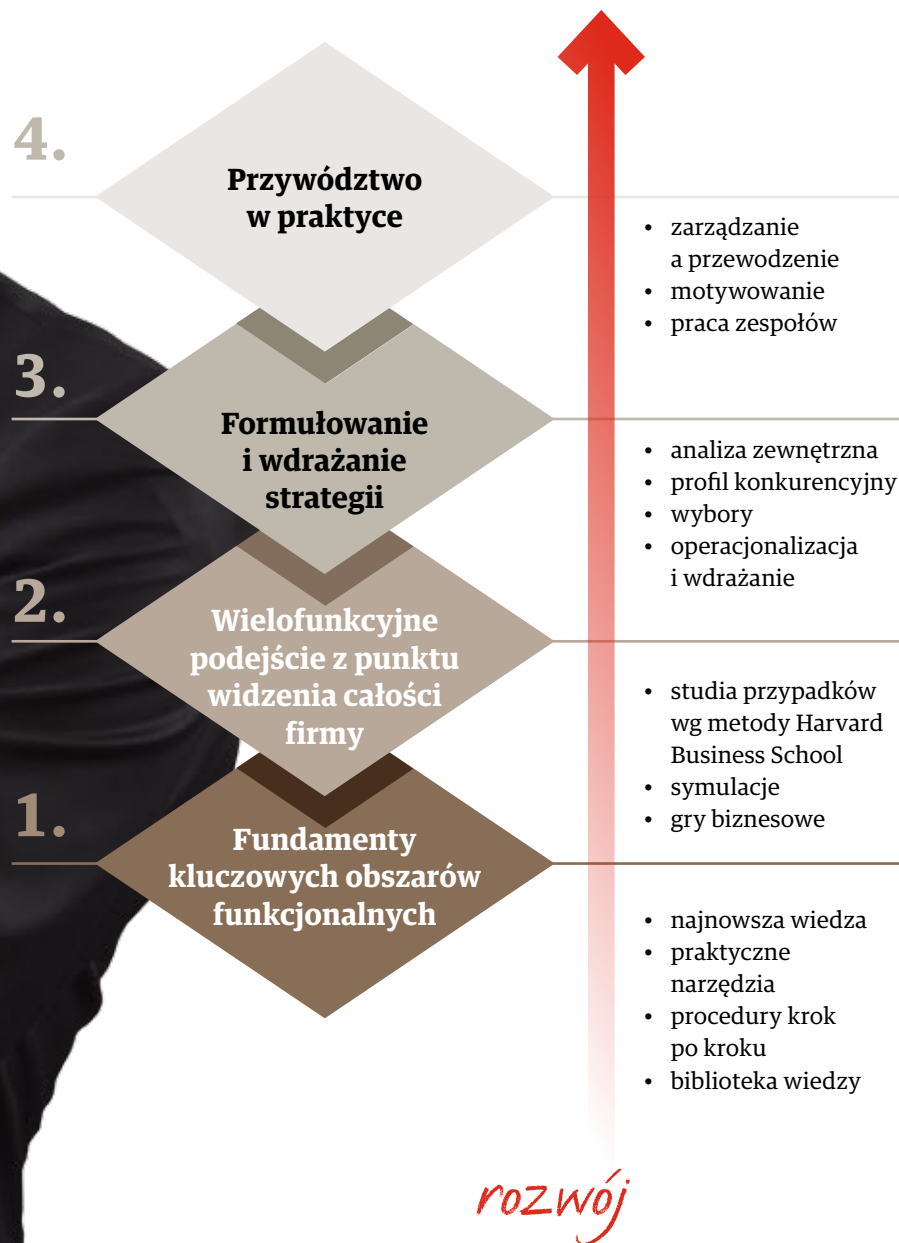 4.
Przywództwo
w praktyce
• zarządzanie
a przewodzenie
• motywowanie
• praca zespołów
3.
Formułowanie
i wdrażanie
strategii
• analiza zewnętrzna
• profil konkurencyjny
• wybory
• operacjonalizacja
i wdrażanie
2.
Wielofunkcyjne
podejście z punktu
widzenia całości
firmy
• studia przypadków
wg metody Harvard
Business School
• symulacje
• gry biznesowe
1.
Fundamenty
kluczowych obszarów
funkcjonalnych
• najnowsza wiedza
• praktyczne
narzędzia
• procedury krok
po kroku
• biblioteka wiedzy
rozwój